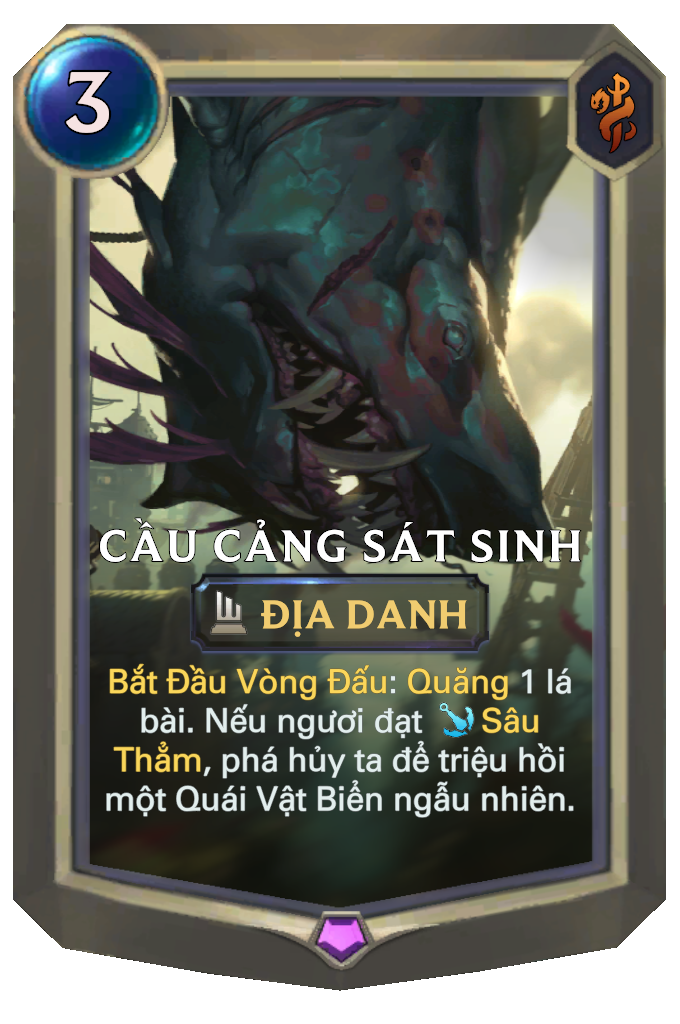 3
CẦU CẢNG SÁT SINH
ĐỊA DANH
Bắt Đầu Vòng Đấu: Quăng 1 lá
bài. Nếu ngươi đạt Sâu
Thẳm, phá hủy ta để triệu hồi
một Quái Vật Biển ngẫu nhiên.